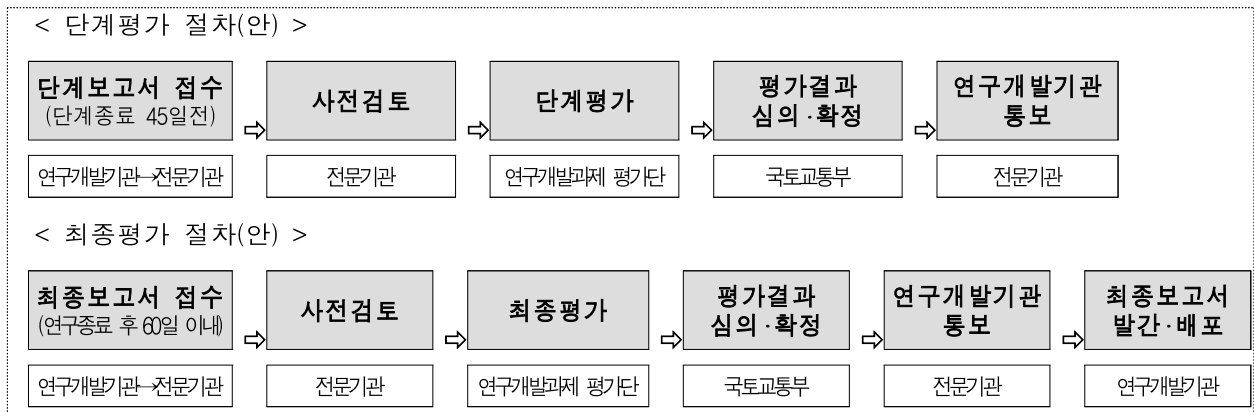 < 단계평가 절차(안) >
단계보고서 접수
(단계종료 45일전)
⇨
사전검토
⇨
단계평가
⇨
평가결과
심의·확정
⇨
연구개발기관
통보
연구개발기관→전문기관
전문기관
연구개발과제 평가단
국토교통부
전문기관
< 최종평가 절차(안) >
최종보고서 접수
(연구종료 후 60일 이내)
⇨
사전검토
⇨
최종평가
⇨
평가결과
심의·확정
⇨
연구개발기관
통보
⇨
최종보고서
발간·배포
연구개발기관→전문기관
전문기관
연구개발과제 평가단
국토교통부
전문기관
연구개발기관